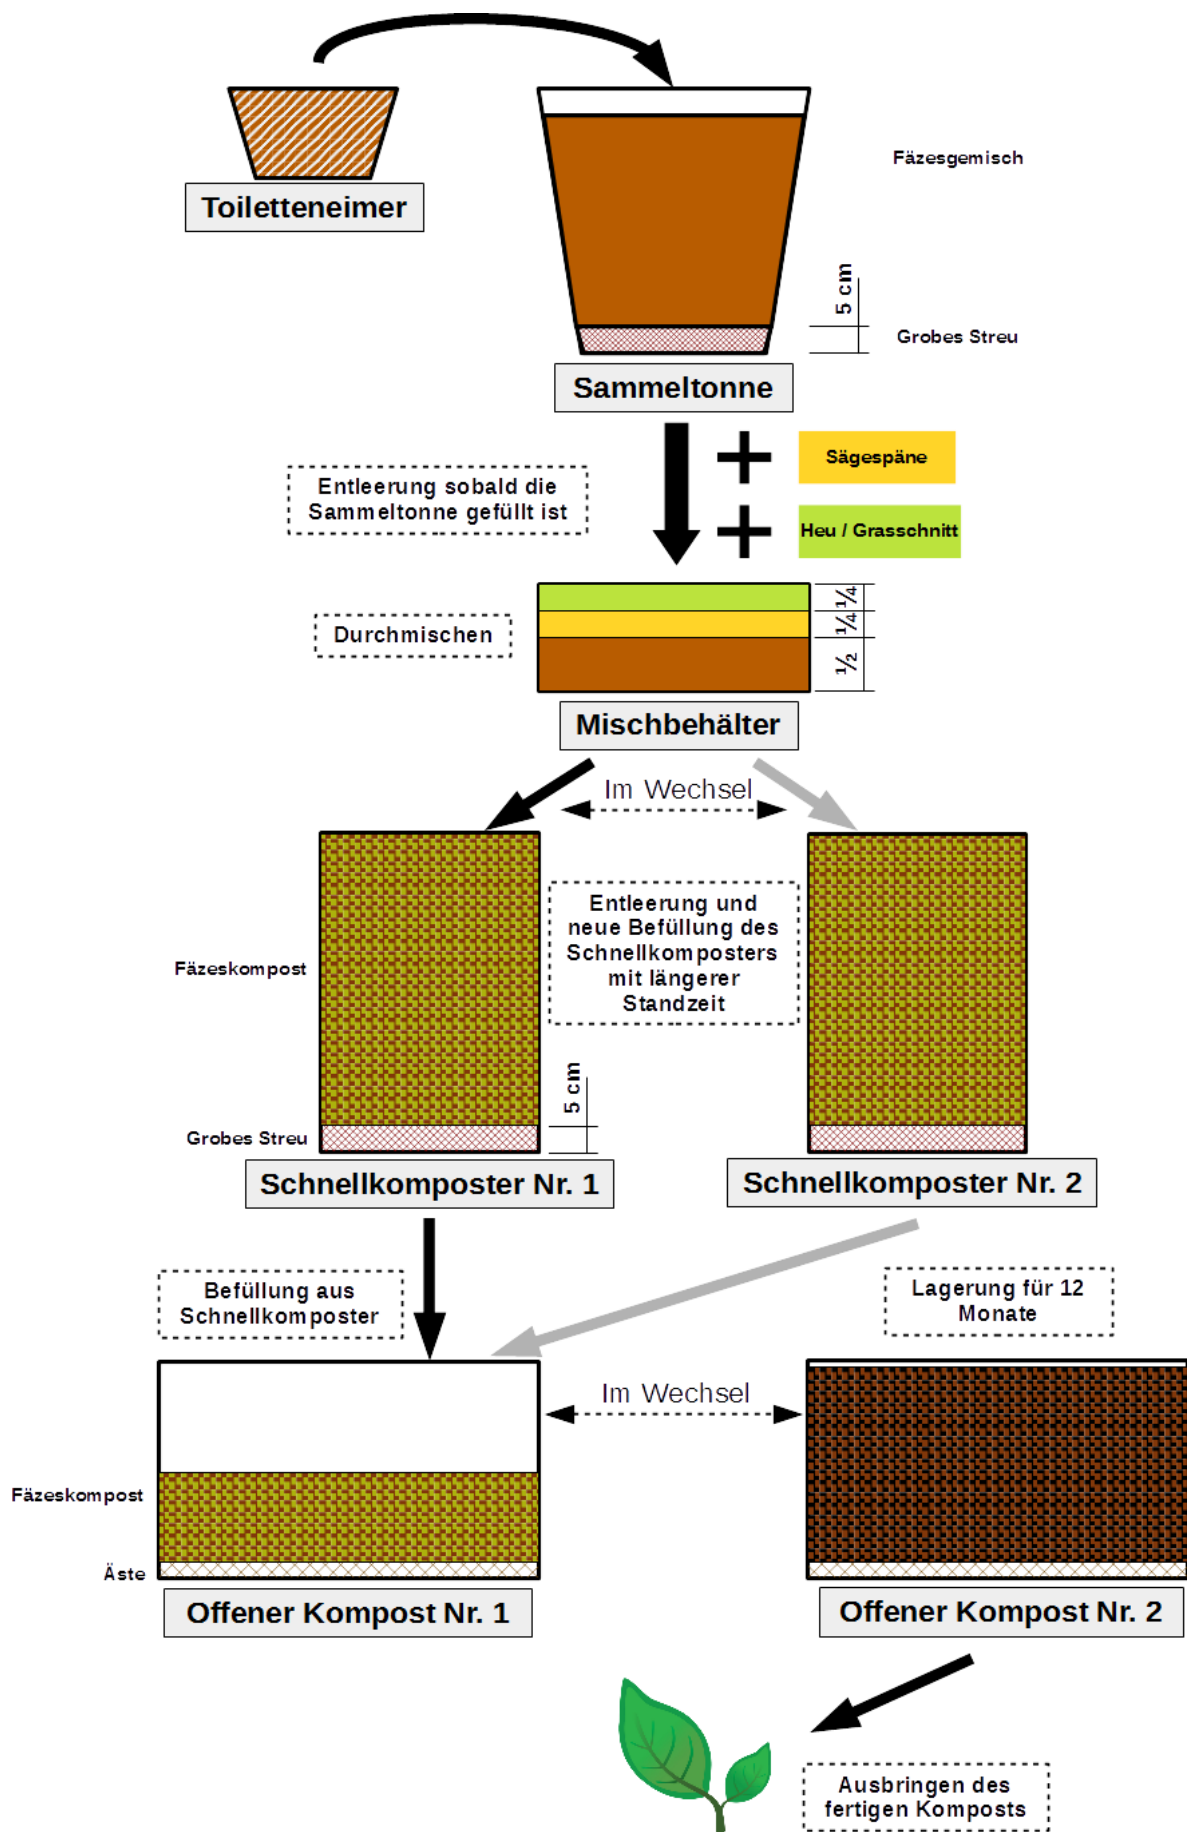 Toiletteneimer
Fäzesgemisch
5 cm
Grobes Streu
Sammeltonne
Sägespäne
Entleerung sobald die
Sammeltonne gefüllt ist
Heu / Grasschnitt
¼
¼
½
Durchmischen
Mischbehälter
Im Wechsel
Entleerung und
neue Befüllung des
Schnellkomposters
mit längerer
Standzeit
Fäzeskompost
5 cm
Grobes Streu
Schnellkomposter Nr. 1
Schnellkomposter Nr. 2
Befüllung aus
Schnellkomposter
Lagerung für 12
Monate
Im Wechsel
Fäzeskompost
Äste
Offener Kompost Nr. 1
Offener Kompost Nr. 2
Ausbringen des
fertigen Komposts